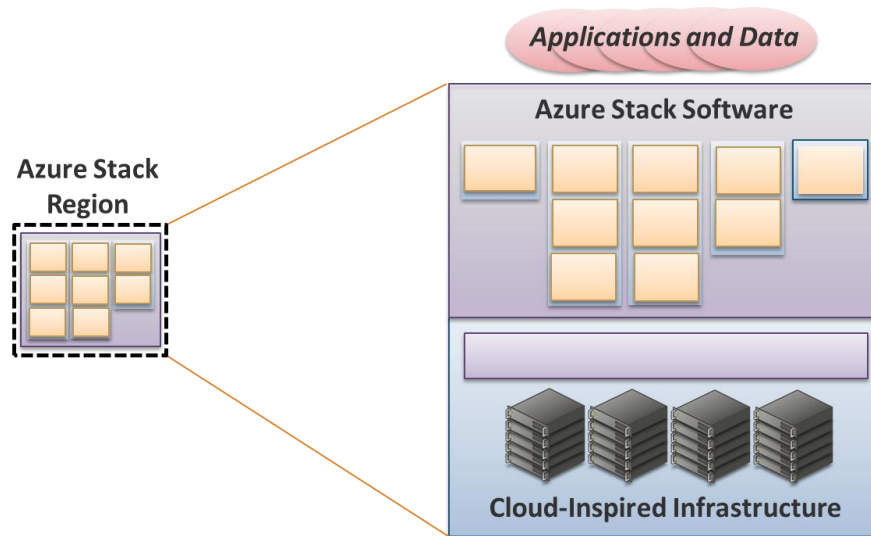 Applications and Data
Azure Stack Software
Azure Stack
Region
Cloud-Inspired Infrastructure